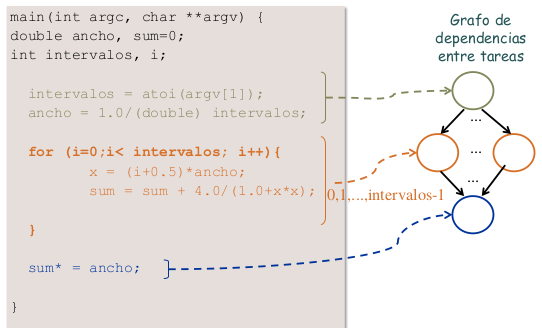 main(int argc, char **argv) {
double ancho, sum=0;
int intervalos, i;
intervalos = atoi(argv[1]);
ancho = 1.0/(double) intervalos;
for (i=0;i< intervalos; i++){
x = (i+0.5)*ancho;
sum = sum + 4.0/(1.0+x*x);
}
sum* = ancho;
}
Grafo de
dependencias
entre tareas
...
...
...
0,1,...,intervalos-1